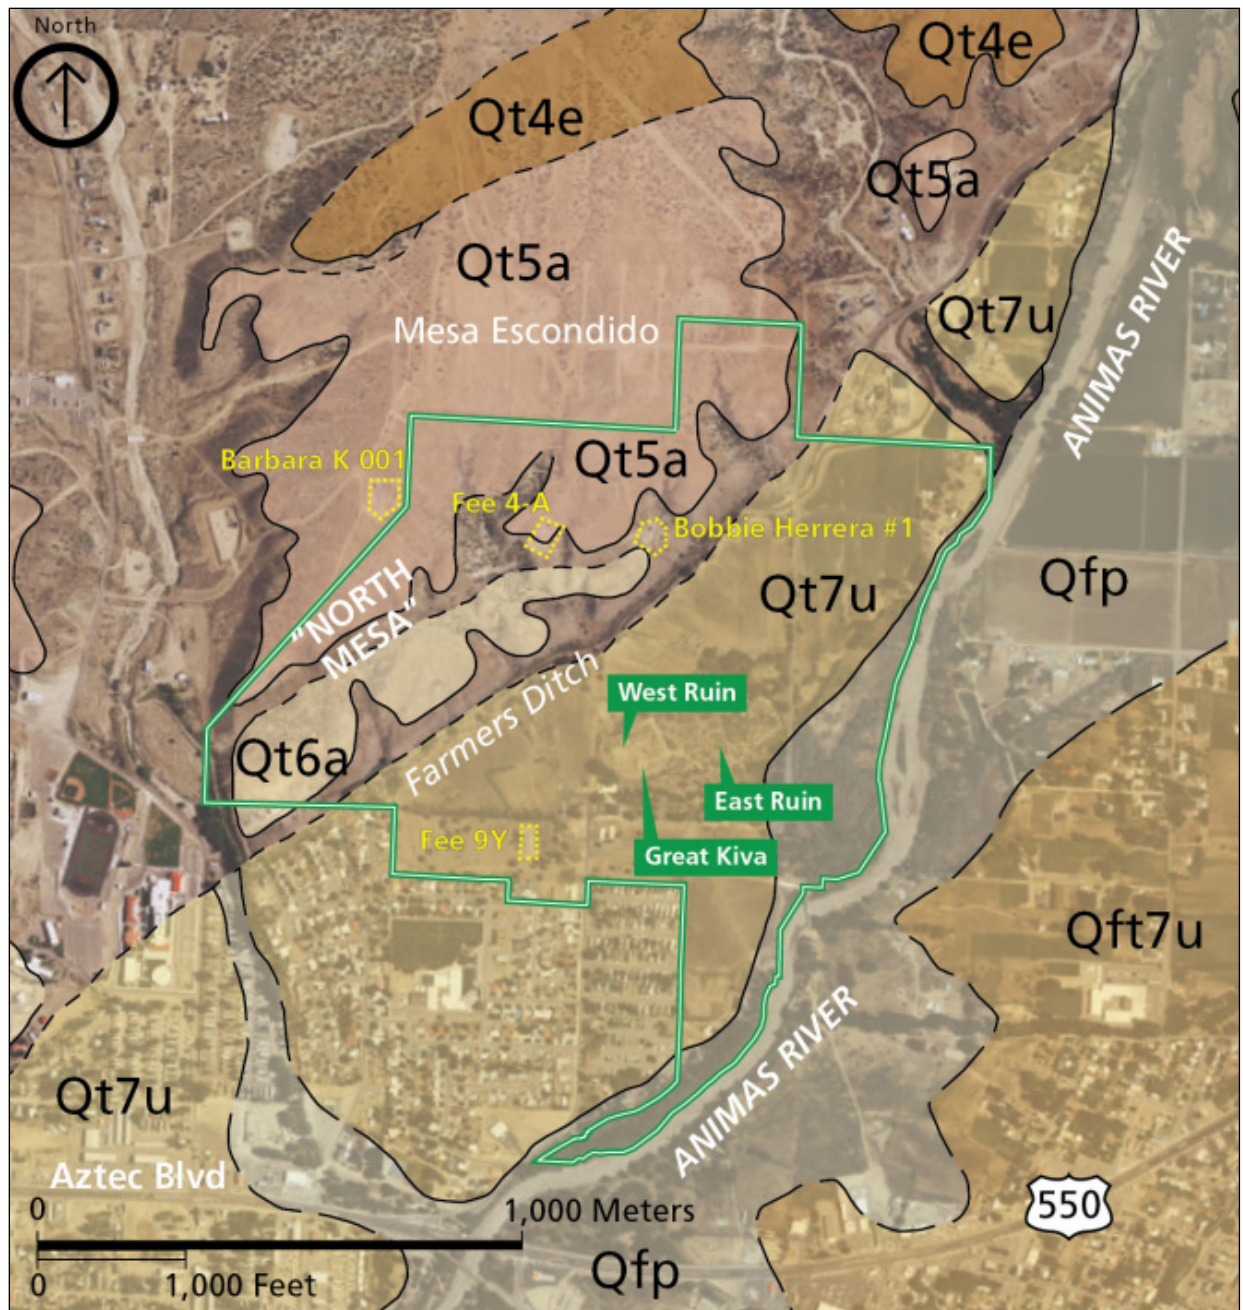 North
Qt4e
Qt4e
Qt5a
Qt5a
ANIMAS RIVER
Qt7u
Mesa Escondido
Barbara K 001
Qt5a
Fee 4-A
Bobbie Herrera #1
"NORTH
MESA"
Qt7u
Qfp
Farmers Ditch
West Ruin
Qt6a
East Ruin
Fee 9Y
Great Kiva
Qft7u
ANIMAS RIVER
Qt7u
Aztec Blvd
550
0
1,000 Meters
0
1,000 Feet
Qfp